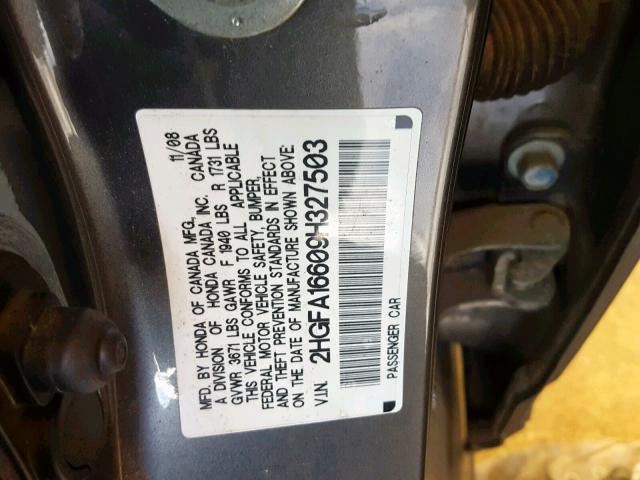 MFD. BY HONDA OF CANADA MFG. 11/08
A DIVISION OF HONDA CANADA INC. CANADA
GVWR 3671 LBS GAWR F 1940 LBS R 1731 LBS
THIS VEHICLE CONFORMS TO ALL APPLICABLE
FEDERAL MOTOR VEHICLE SAFETY, BUMPER,
AND THEFT PREVENTION STANDARDS IN EFFECT
ON THE DATE OF MANUFACTURE SHOWN ABOVE.
V.I.N. 2HGFA16609H327503
PASSENGER CAR